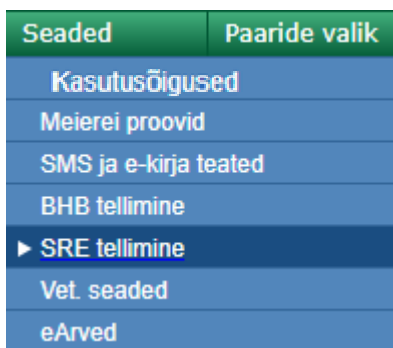 Seaded Paaride valik
Kasutusõigused
Meierei proovid
SMS ja e-kirja teated
BHB tellimine
SRE tellimine
Vet. seaded
eArved